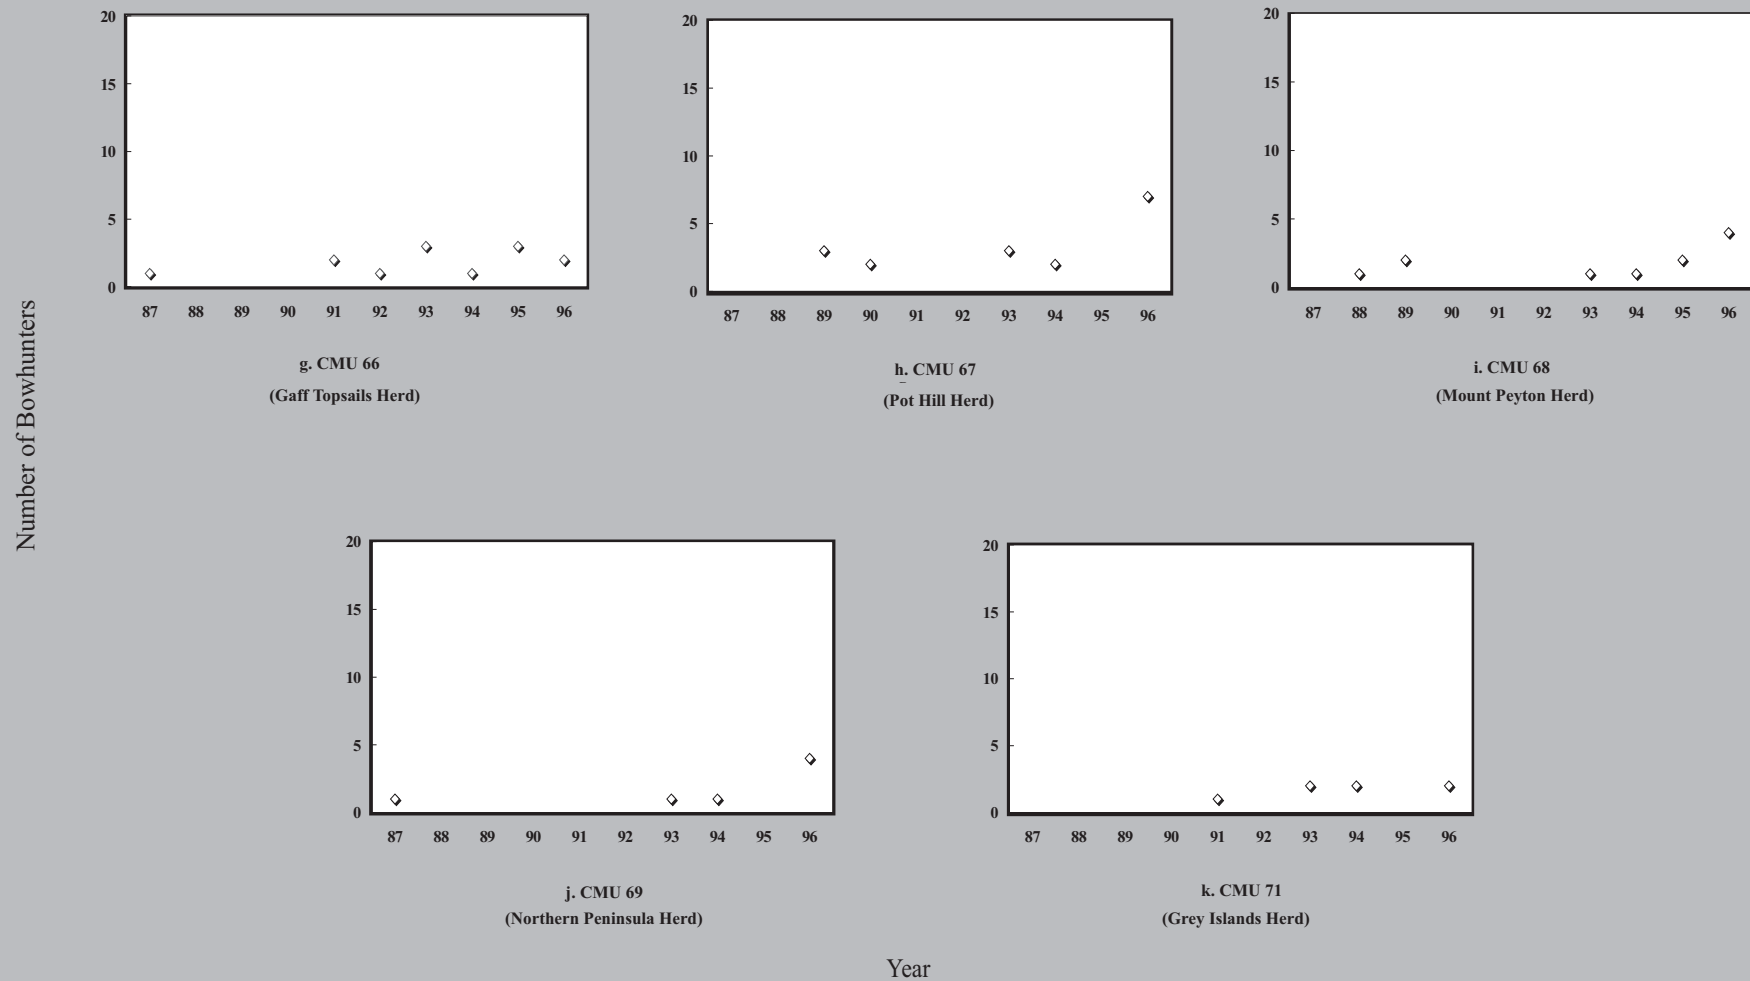 Number of Bowhunters
20
15
10
5
0
87 88 89 90 91 92 93 94 95 96
g. CMU 66
(Gaff Topsails Herd)
20
15
10
5
0
87 88 89 90 91 92 93 94 95 96
h. CMU 67
(Pot Hill Herd)
20
15
10
5
0
87 88 89 90 91 92 93 94 95 96
i. CMU 68
(Mount Peyton Herd)
20
15
10
5
0
87 88 89 90 91 92 93 94 95 96
j. CMU 69
(Northern Peninsula Herd)
20
15
10
5
0
87 88 89 90 91 92 93 94 95 96
k. CMU 71
(Grey Islands Herd)
Year